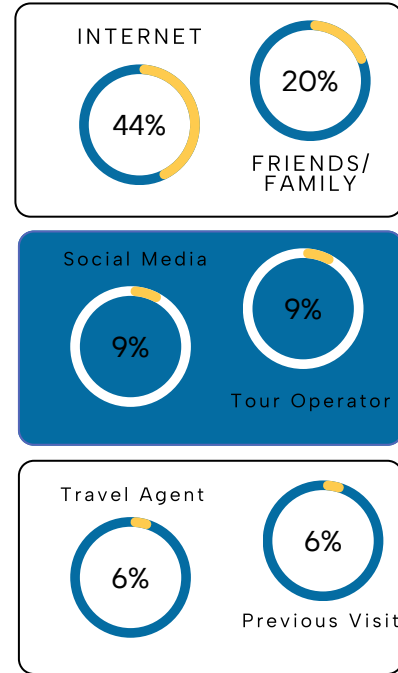 INTERNET
44%
20%
FRIENDS/
FAMILY
Social Media
9%
9%
Tour Operator
Travel Agent
6%
6%
Previous Visit